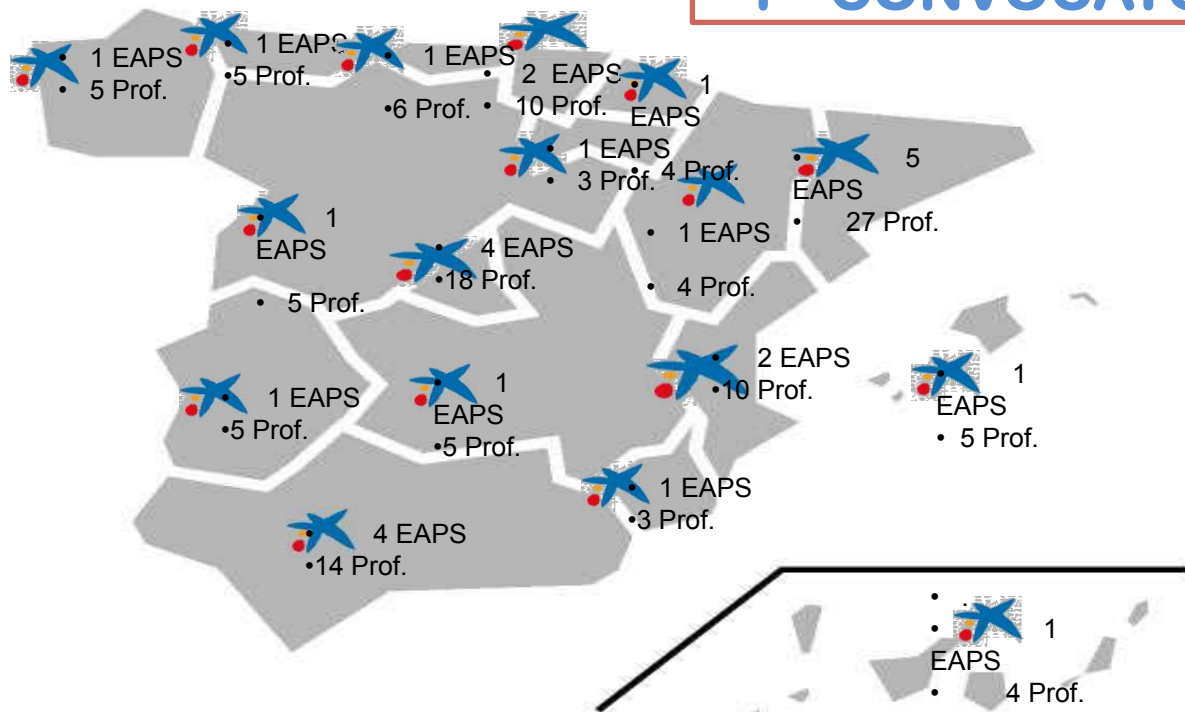 1ª CONVOCATO
1 EAPS
5 Prof.
1 EAPS
5 Prof.
1 EAPS
6 Prof.
2 EAPS
10 Prof.
1
EAPS
4 Prof.
1 EAPS
3 Prof.
5
EAPS
27 Prof.
1 EAPS
4 Prof.
1
EAPS
5 Prof.
4 EAPS
18 Prof.
2 EAPS
10 Prof.
1
EAPS
5 Prof.
1 EAPS
5 Prof.
1
EAPS
5 Prof.
1 EAPS
3 Prof.
4 EAPS
14 Prof.
1
EAPS
4 Prof.